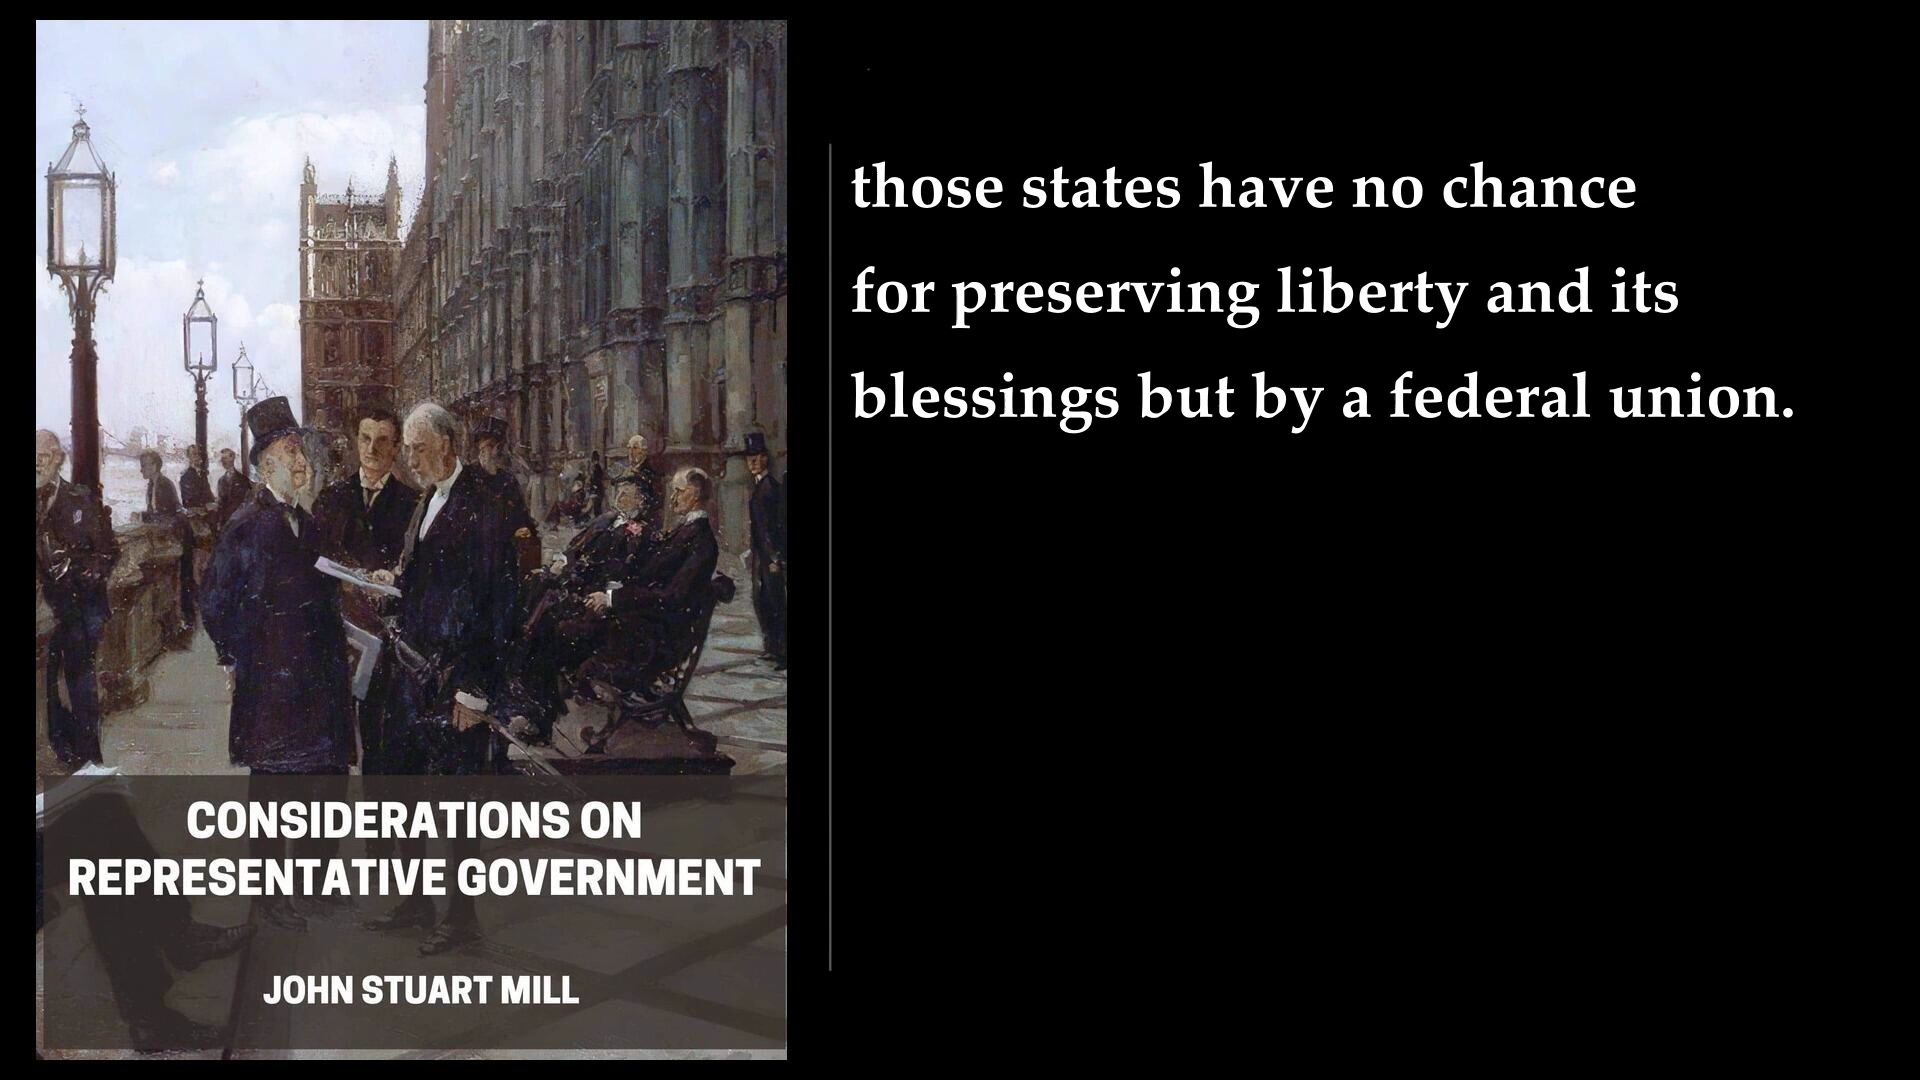 those states have no chance
for preserving liberty and its
blessings but by a federal union.
CONSIDERATIONS ON
REPRESENTATIVE GOVERNMENT
JOHN STUART MILL